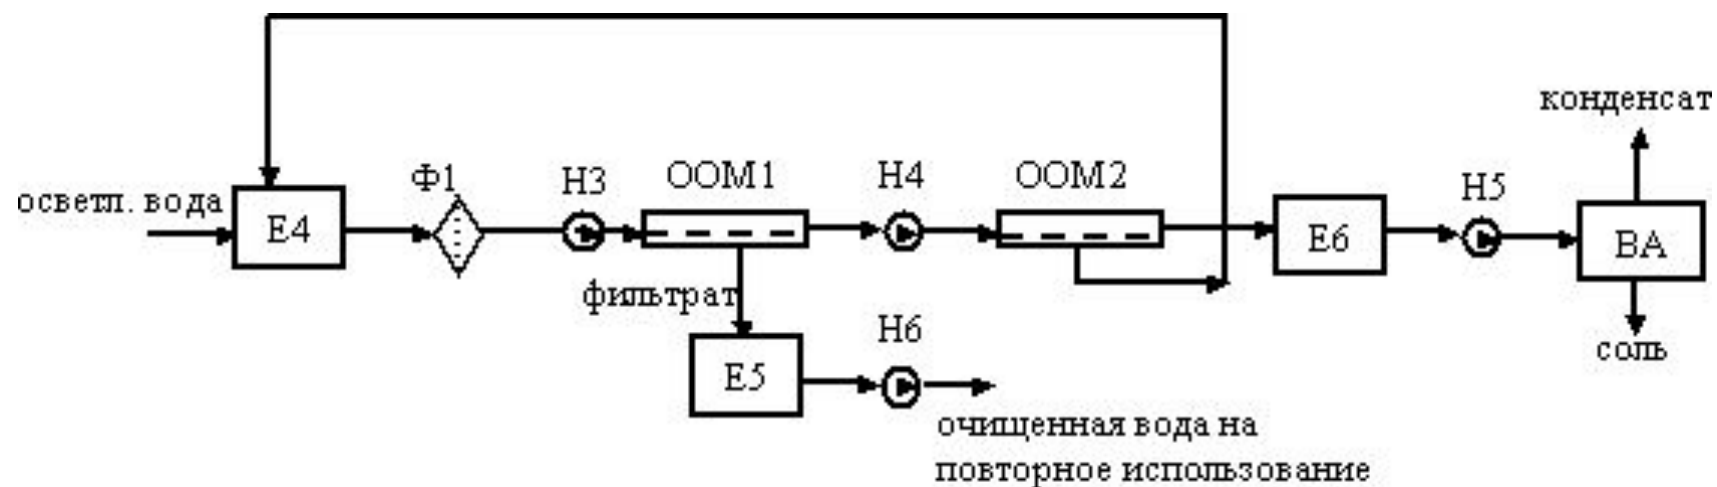 конденсат
осветл. вода
Е4
Ф1
Н3
ООМ1
Н4
ООМ2
Е6
Н5
ВА
фильтрат
Е5
Н6
соль
очищенная вода на
повторное использование